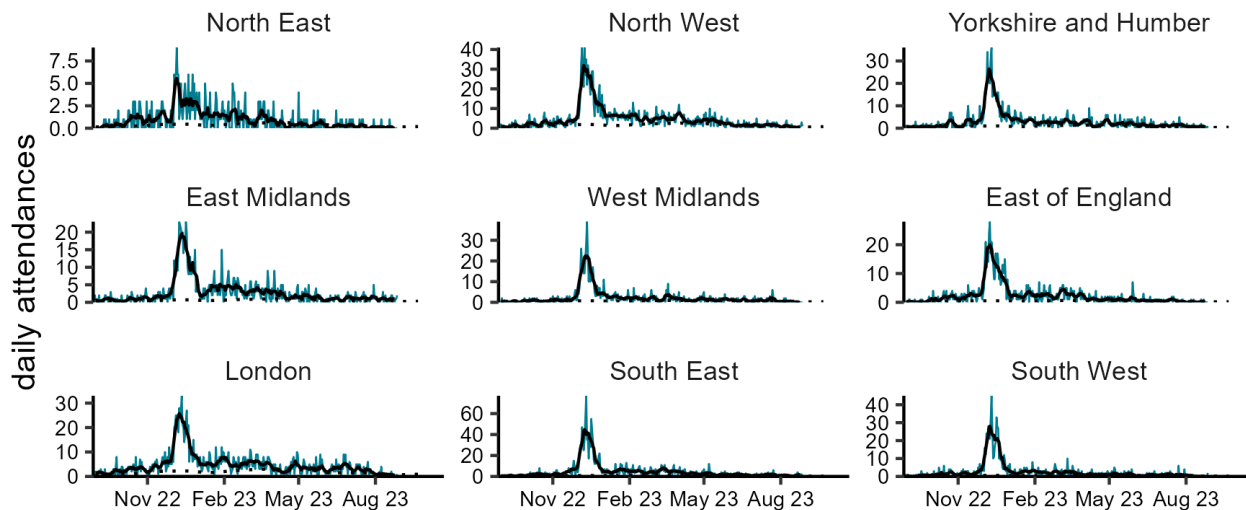 North East North West Yorkshire and Humber
7.5 5.0 2.5 0.0
40 30 20 10 0
30 20 10 0
daily attendances
East Midlands West Midlands East of England
20 15 10 5 0
30 20 10 0
20 10 0
London South East South West
30 20 10 0
60 40 20 0
40 30 20 10 0
Nov 22 Feb 23 May 23 Aug 23 Nov 22 Feb 23 May 23 Aug 23 Nov 22 Feb 23 May 23 Aug 23